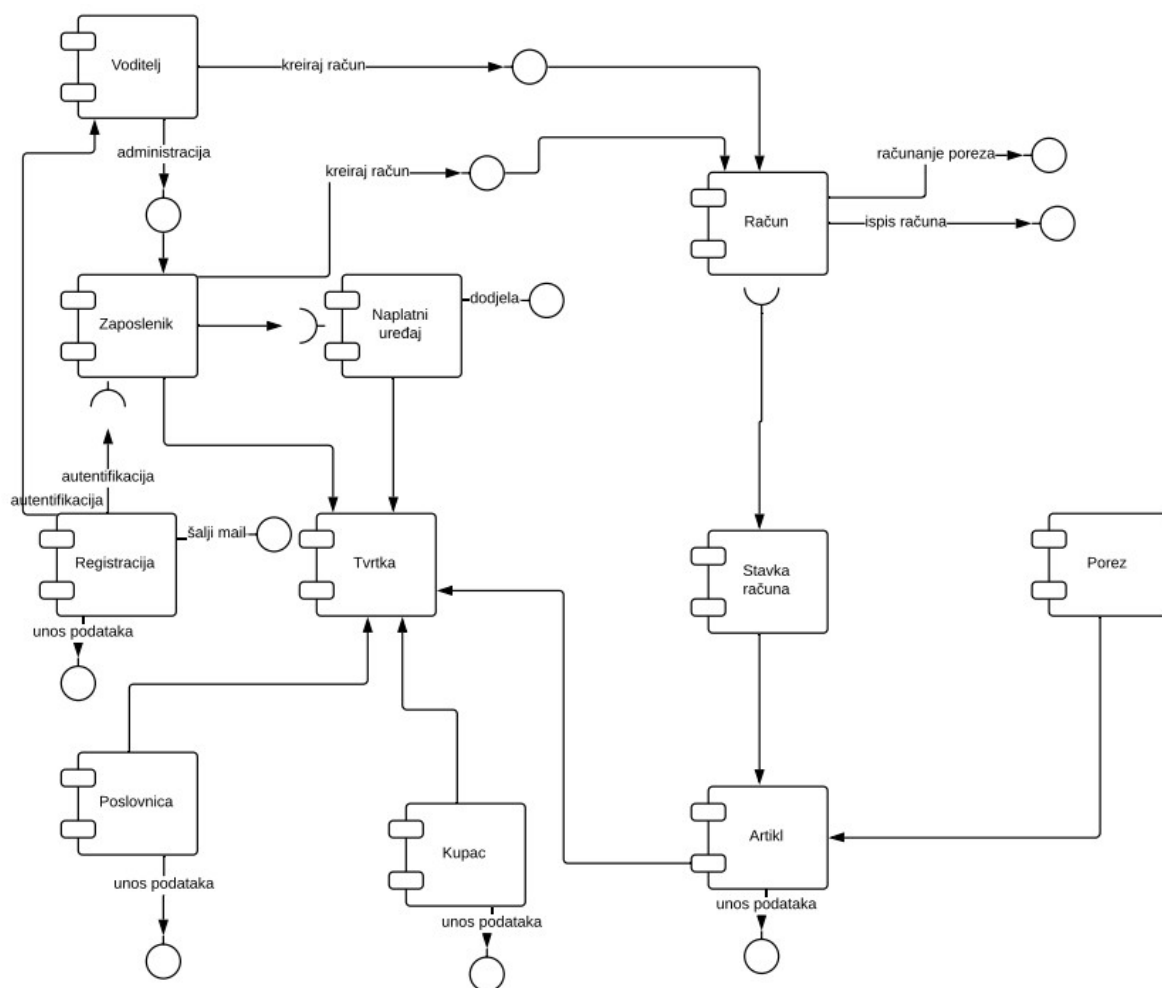 Voditelj
kreiraj račun
administracija
kreiraj račun
računanje poreza
Račun
ispis računa
Zaposlenik
Naplatni
uređaj
dodjela
autentifikacija
autentifikacija
šalji mail
Registracija
Tvrtka
Stavka
računa
Porez
unos podataka
Poslovnica
Kupac
Artikl
unos podataka
unos podataka
unos podataka